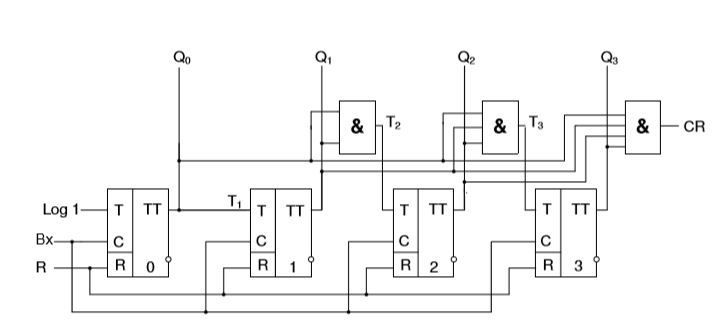 Q₀ Q₁ Q₂ Q₃
& T₂ & T₃ & CR
Log 1 T TT T₁ T TT T TT T TT
Bx C C C C
R R 0 R 1 R 2 R 3